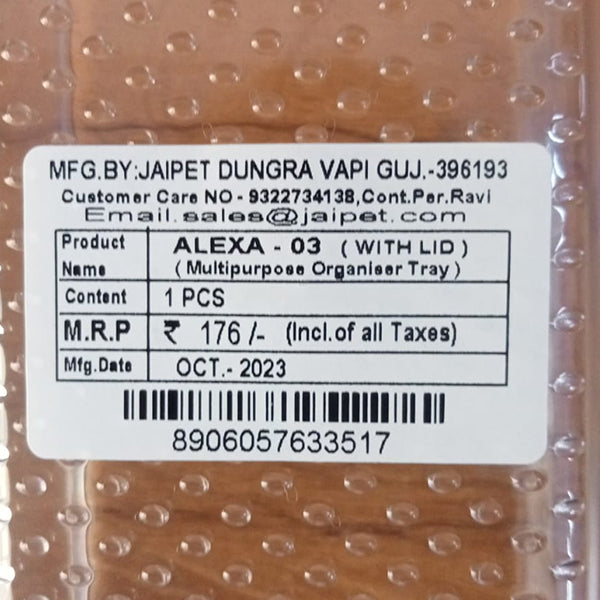 MFG.BY:JAIPET DUNGRA VAPI GUJ.-396193
Customer Care NO - 9322734138,Cont.Per.Ravi
Email.sales@jaipet.com
Product Name ALEXA - 03 (WITH LID)
(Multipurpose Organiser Tray)
Content 1 PCS
M.R.P ₹ 176/- (Incl.of all Taxes)
Mfg.Date OCT.- 2023
8906057633517